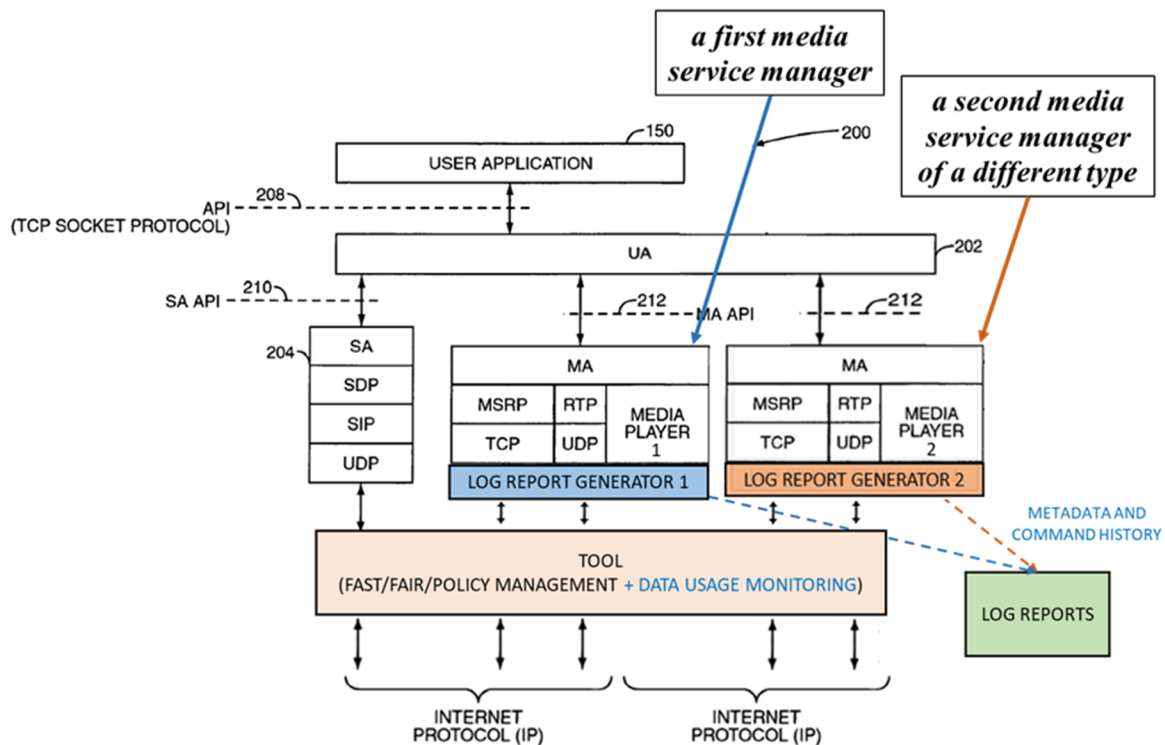 a first media
service manager
a second media
service manager
of a different type
200
150
USER APPLICATION
208
API
(TCP SOCKET PROTOCOL)
UA
202
SA API
210
212
MA API
212
204
SA
SDP
SIP
UDP
MA
MSRP
RTP
TCP
UDP
MEDIA
PLAYER
1
LOG REPORT GENERATOR 1
MA
MSRP
RTP
TCP
UDP
MEDIA
PLAYER
2
LOG REPORT GENERATOR 2
METADATA AND
COMMAND HISTORY
TOOL
(FAST/FAIR/POLICY MANAGEMENT + DATA USAGE MONITORING)
LOG REPORTS
INTERNET
PROTOCOL (IP)
INTERNET
PROTOCOL (IP)